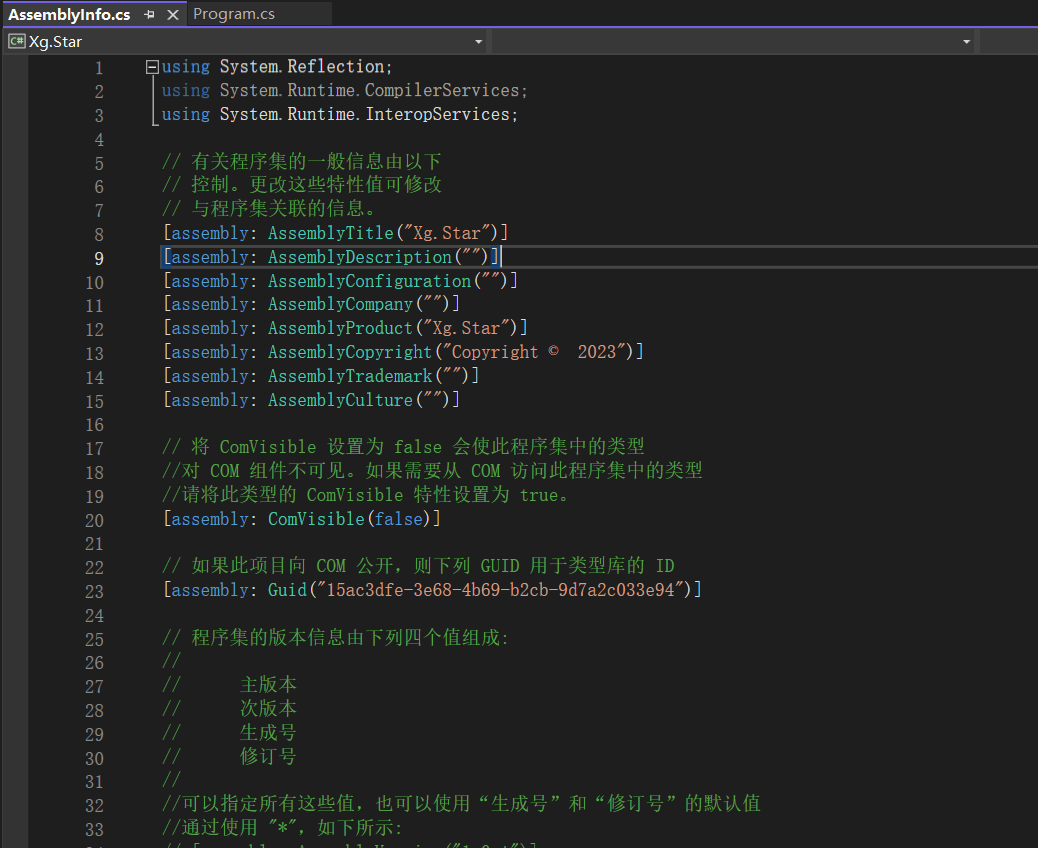 AssemblyInfo.cs
Program.cs
C# Xg.Star
1 using System.Reflection;
2 using System.Runtime.CompilerServices;
3 using System.Runtime.InteropServices;
4
5 // 有关程序集的一般信息由以下
6 // 控制。更改这些特性值可修改
7 // 与程序集关联的信息。
8 [assembly: AssemblyTitle("Xg.Star")]
9 [assembly: AssemblyDescription("")]
10 [assembly: AssemblyConfiguration("")]
11 [assembly: AssemblyCompany("")]
12 [assembly: AssemblyProduct("Xg.Star")]
13 [assembly: AssemblyCopyright("Copyright ©  2023")]
14 [assembly: AssemblyTrademark("")]
15 [assembly: AssemblyCulture("")]
16
17 // 将 ComVisible 设置为 false 会使此程序集中的类型
18 //对 COM 组件不可见。如果需要从 COM 访问此程序集中的类型
19 //请将此类型的 ComVisible 特性设置为 true。
20 [assembly: ComVisible(false)]
21
22 // 如果此项目向 COM 公开，则下列 GUID 用于类型库的 ID
23 [assembly: Guid("15ac3dfe-3e68-4b69-b2cb-9d7a2c033e94")]
24
25 // 程序集的版本信息由下列四个值组成:
26 //
27 //      主版本
28 //      次版本
29 //      生成号
30 //      修订号
31 //
32 //可以指定所有这些值，也可以使用“生成号”和“修订号”的默认值
33 //通过使用 "*"，如下所示: